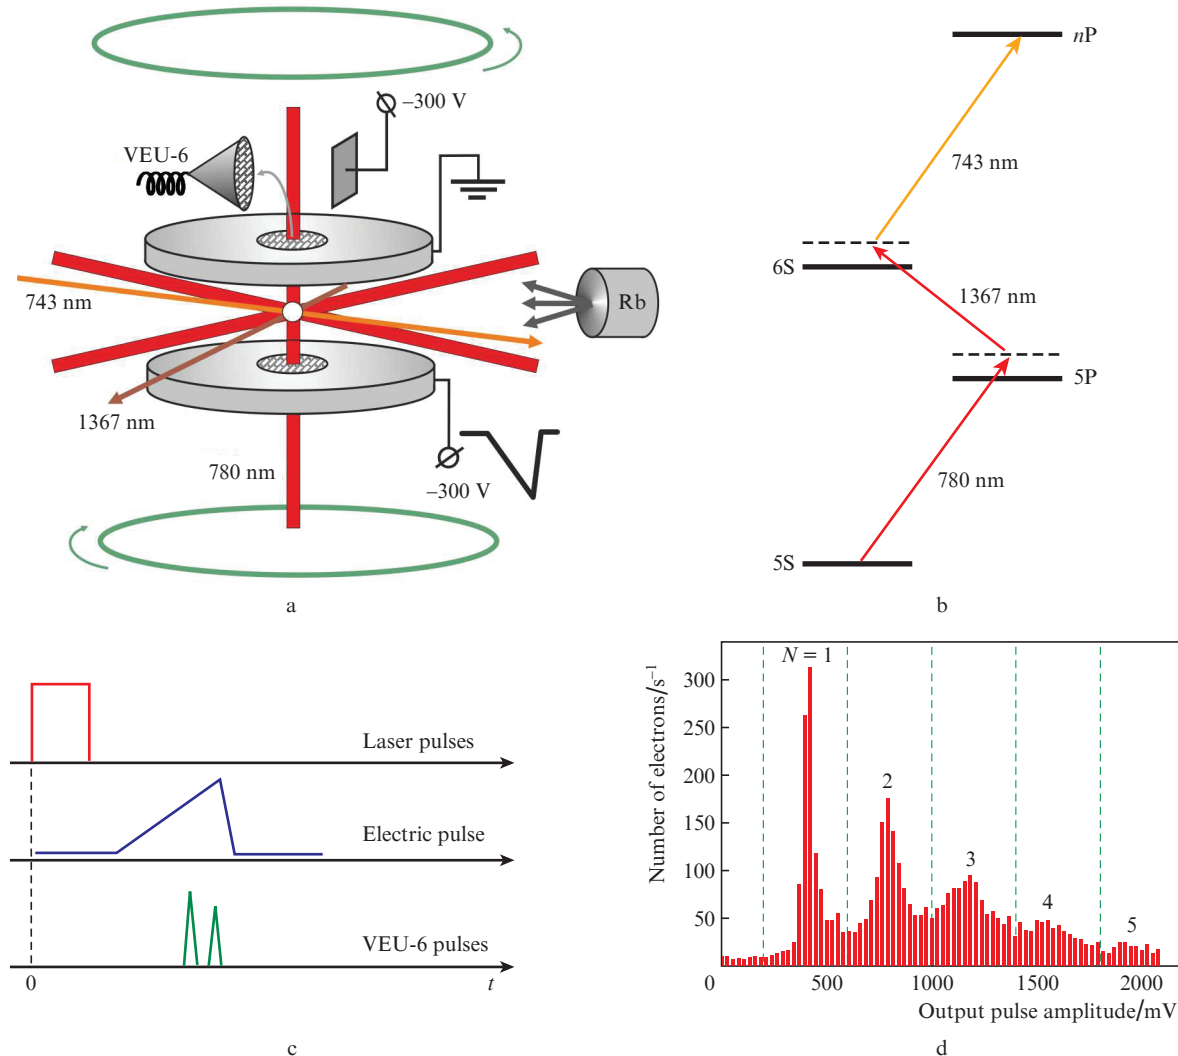 −300 V
VEU-6
743 nm
Rb
1367 nm
780 nm
−300 V
a
nP
743 nm
6S
1367 nm
5P
780 nm
5S
b
Laser pulses
Electric pulse
VEU-6 pulses
0
t
c
Number of electrons/s⁻¹
N = 1
2
3
4
5
300
250
200
150
100
50
0
500
1000
1500
2000
Output pulse amplitude/mV
d